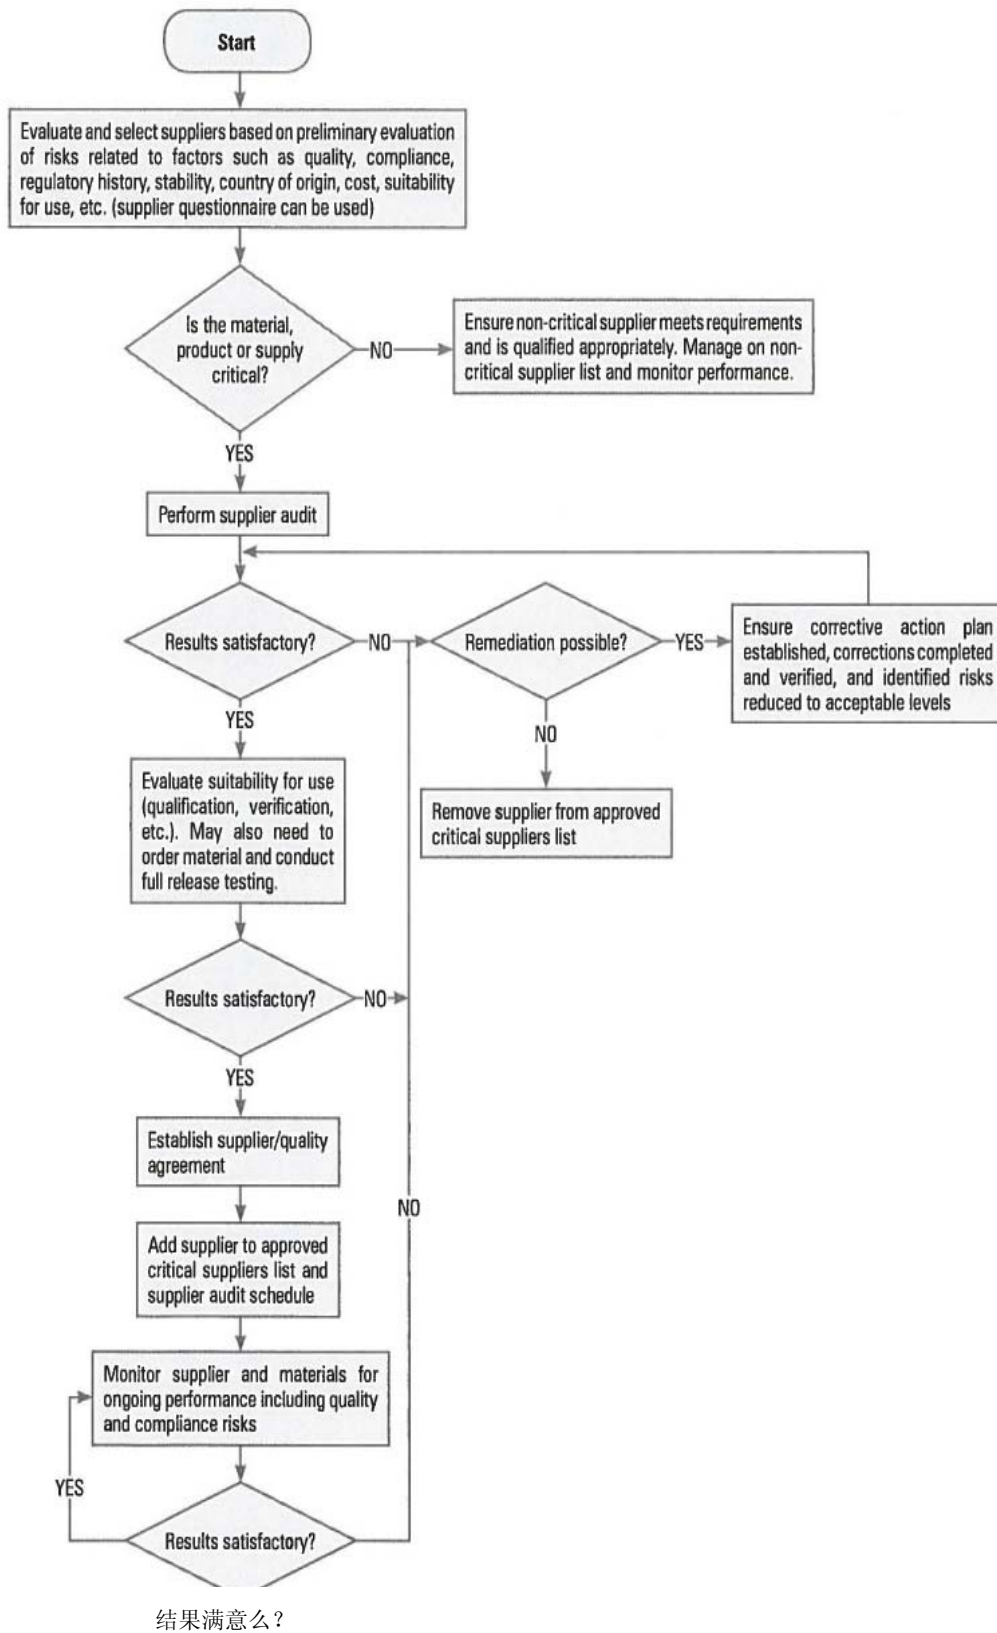 Start
Evaluate and select suppliers based on preliminary evaluation
of risks related to factors such as quality, compliance,
regulatory history, stability, country of origin, cost, suitability
for use, etc. (supplier questionnaire can be used)
Is the material,
product or supply
critical?
NO
Ensure non-critical supplier meets requirements
and is qualified appropriately. Manage on non-
critical supplier list and monitor performance.
YES
Perform supplier audit
Results satisfactory?
NO
Remediation possible?
YES
Ensure corrective action plan
established, corrections completed
and verified, and identified risks
reduced to acceptable levels
YES
NO
Evaluate suitability for use
(qualification, verification,
etc.). May also need to
order material and conduct
full release testing.
Remove supplier from approved
critical suppliers list
Results satisfactory?
NO
YES
Establish supplier/quality
agreement
NO
Add supplier to approved
critical suppliers list and
supplier audit schedule
Monitor supplier and materials for
ongoing performance including quality
and compliance risks
YES
Results satisfactory?
结果满意么？